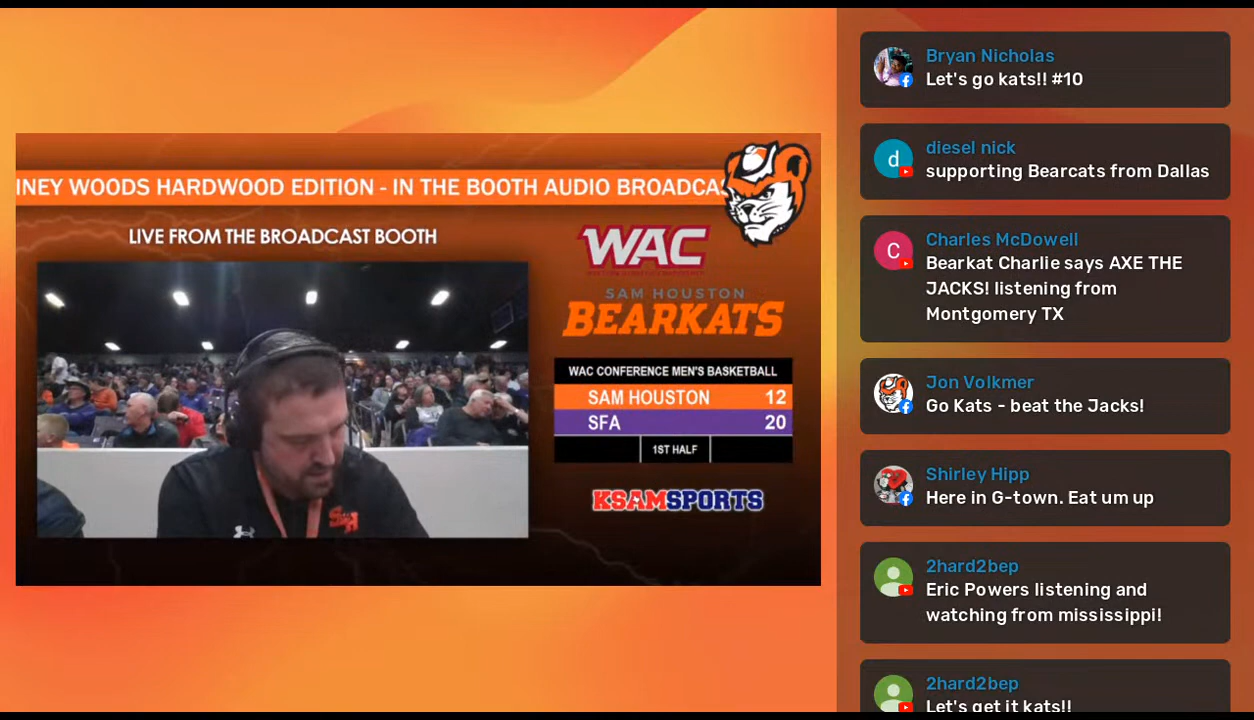 INEY WOODS HARDWOOD EDITION - IN THE BOOTH AUDIO BROADCA
LIVE FROM THE BROADCAST BOOTH
WAC
SAM HOUSTON
BEARKATS
WAC CONFERENCE MEN'S BASKETBALL
SAM HOUSTON 12
SFA 20
1ST HALF
KSAMSPORTS
SH
Bryan Nicholas
Let's go kats!! #10
d
diesel nick
supporting Bearcats from Dallas
C
Charles McDowell
Bearkat Charlie says AXE THE
JACKS! listening from
Montgomery TX
Jon Volkmer
Go Kats - beat the Jacks!
Shirley Hipp
Here in G-town. Eat um up
2hard2bep
Eric Powers listening and
watching from mississippi!
2hard2bep
Let's get it kats!!